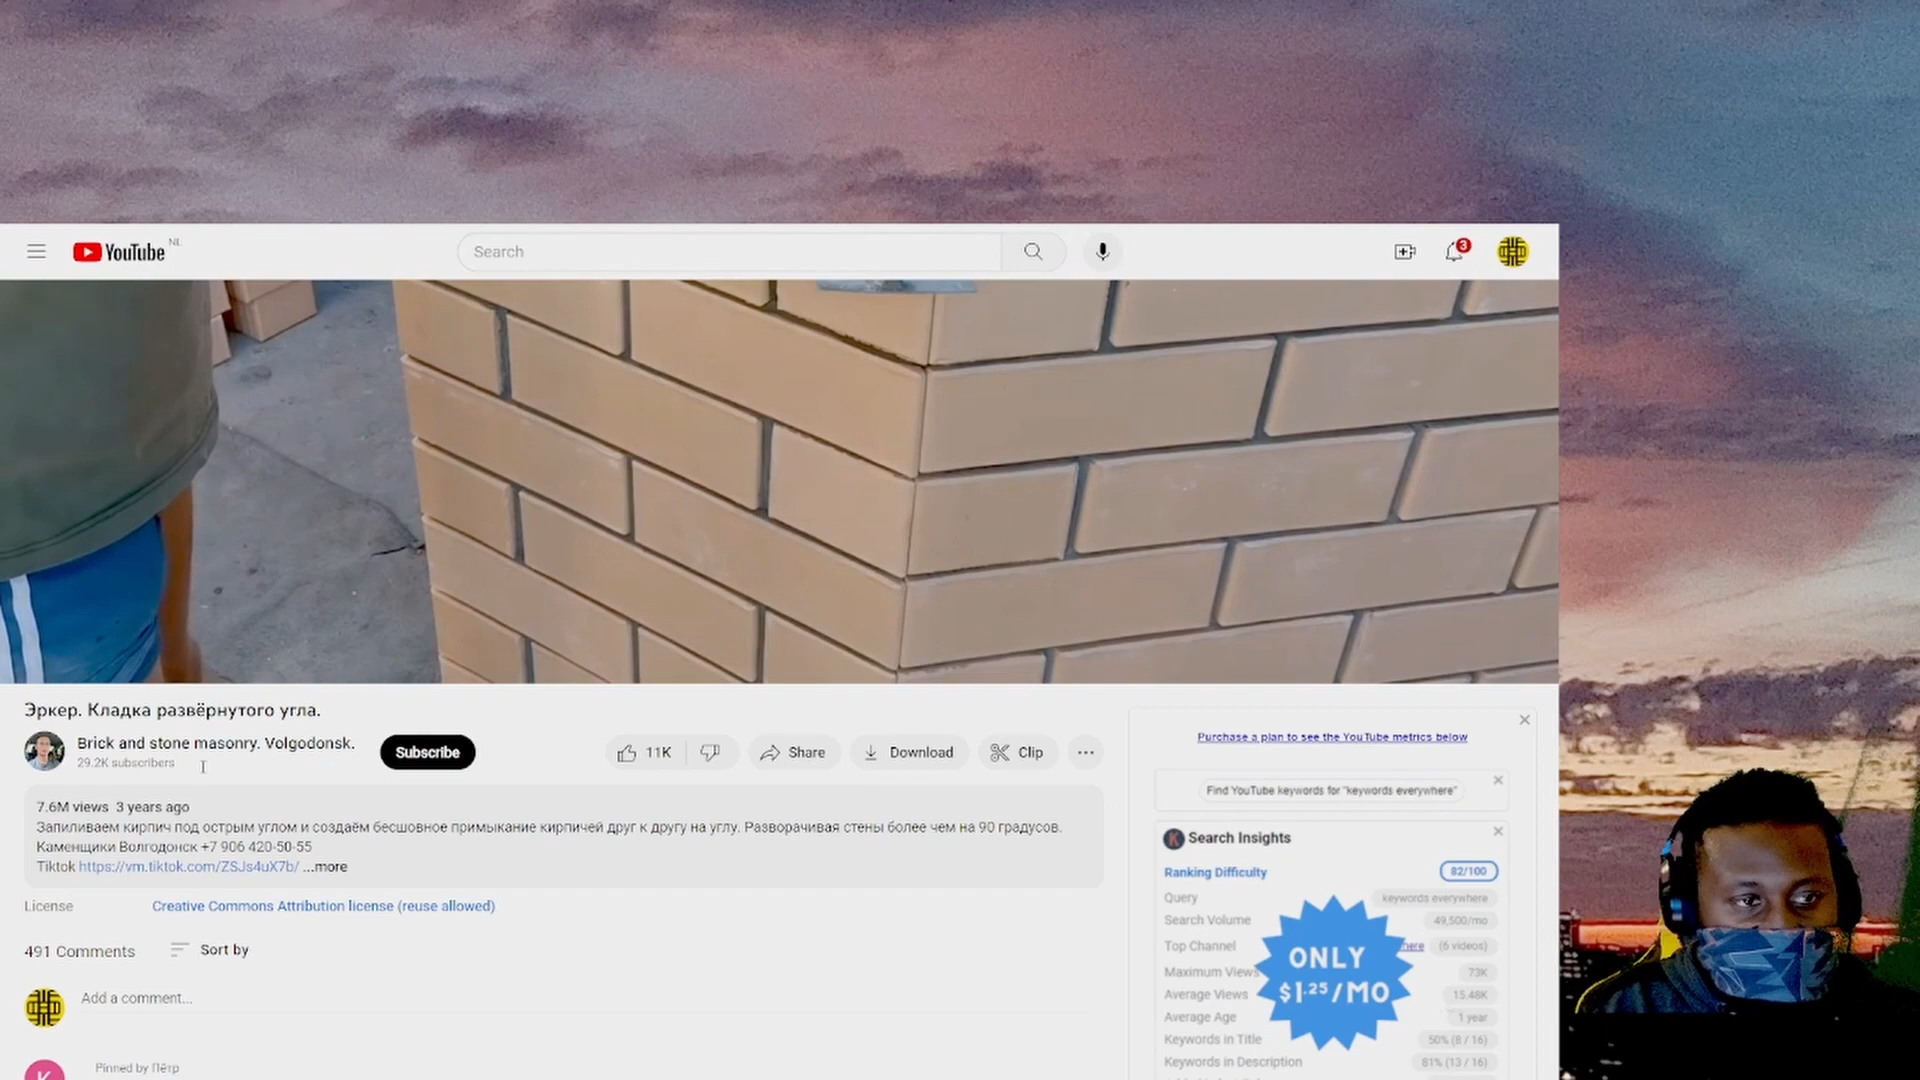 YouTube NL
Search
3
Эркер. Кладка развёрнутого угла.
Brick and stone masonry. Volgodonsk.
29.2K subscribers
Subscribe
11K
Share
Download
Clip
7.6M views 3 years ago
Запиливаем кирпич под острым углом и создаём бесшовное примыкание кирпичей друг к другу на углу. Разворачивая стены более чем на 90 градусов.
Каменщики Волгодонск +7 906 420-50-55
Tiktok https://vm.tiktok.com/ZSJs4uX7b/ ...more
License Creative Commons Attribution license (reuse allowed)
491 Comments Sort by
Add a comment...
Pinned by Пётр
K
Purchase a plan to see the YouTube metrics below
Find YouTube keywords for "keywords everywhere"
K Search Insights
Ranking Difficulty 82/100
Query keywords everywhere
Search Volume 49,500/mo
Top Channel here (6 videos)
Maximum Views 73K
Average Views 15.48K
Average Age 1 year
Keywords in Title 50% (8 / 16)
Keywords in Description 81% (13 / 16)
ONLY
$1.25/MO